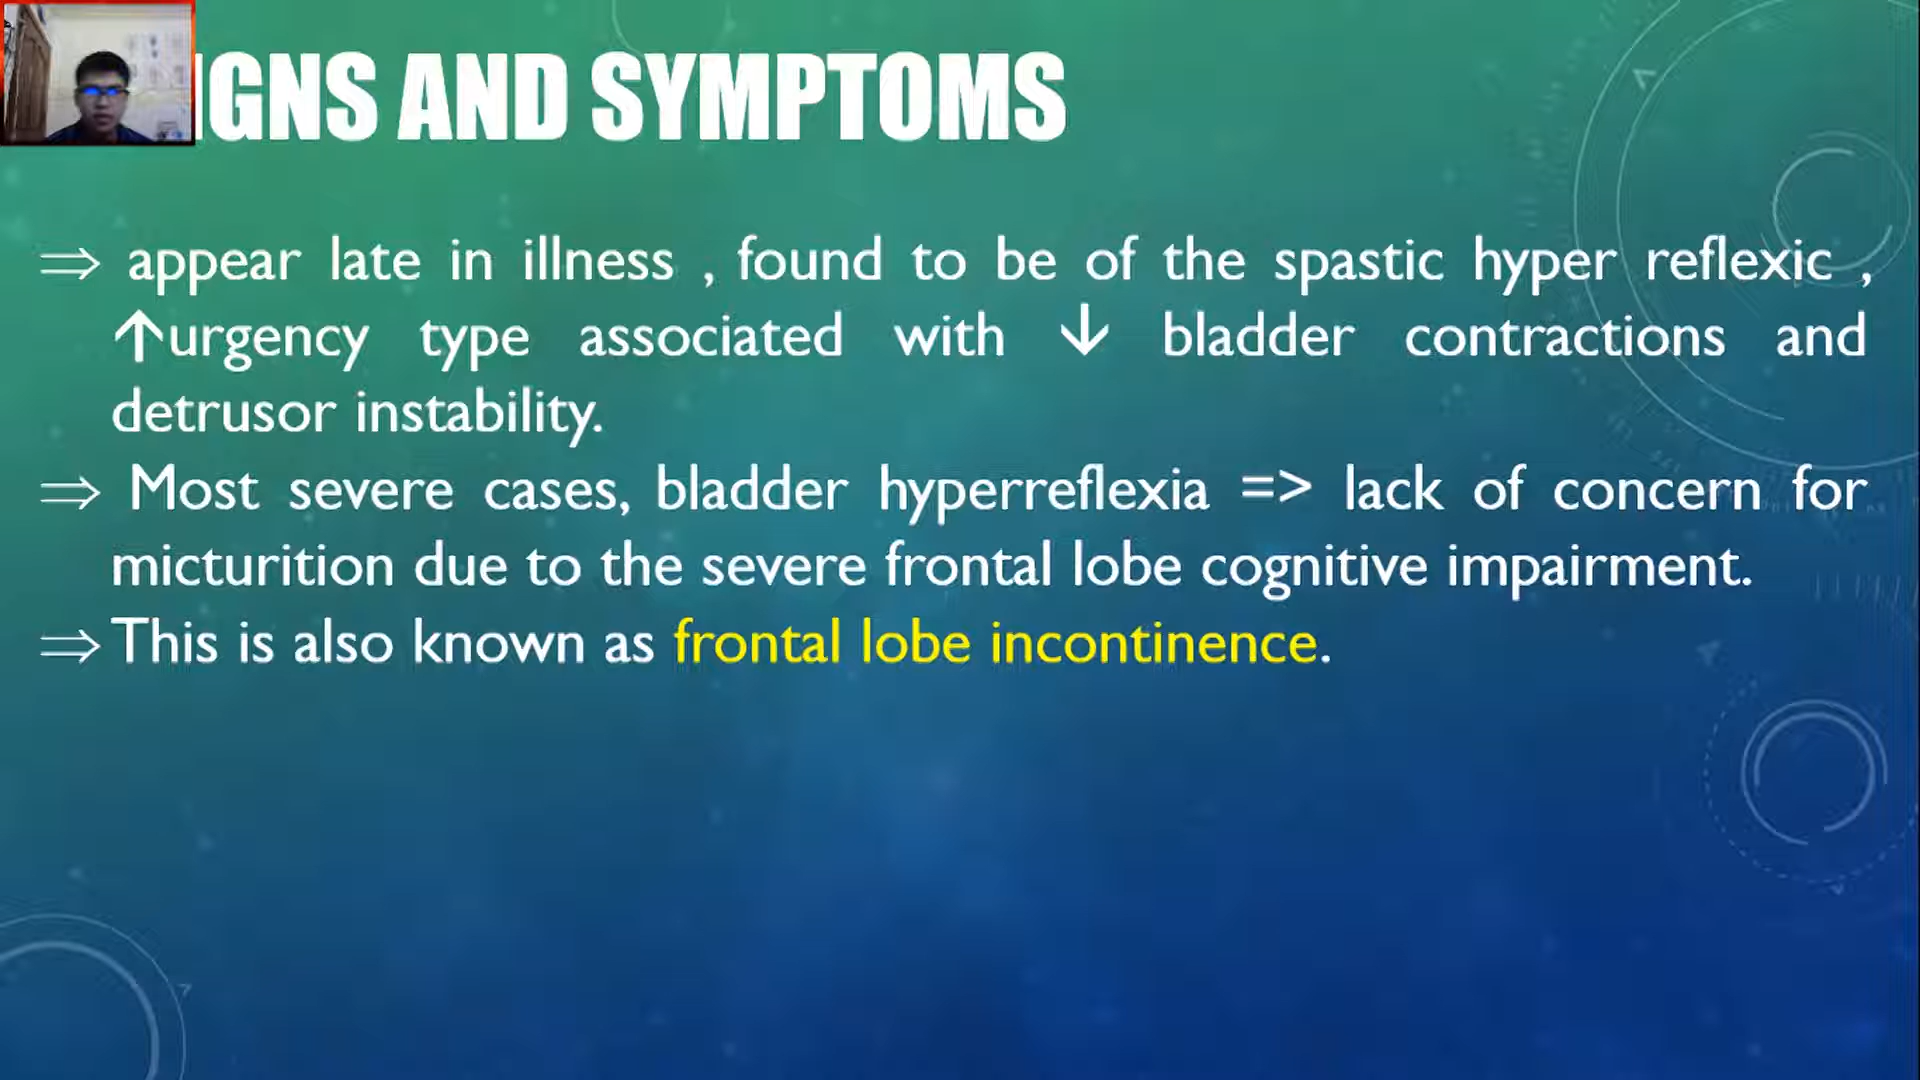 IGNS AND SYMPTOMS
⇒ appear late in illness , found to be of the spastic hyper reflexic ,
↑urgency type associated with ↓ bladder contractions and
detrusor instability.
⇒ Most severe cases, bladder hyperreflexia => lack of concern for
micturition due to the severe frontal lobe cognitive impairment.
⇒ This is also known as frontal lobe incontinence.